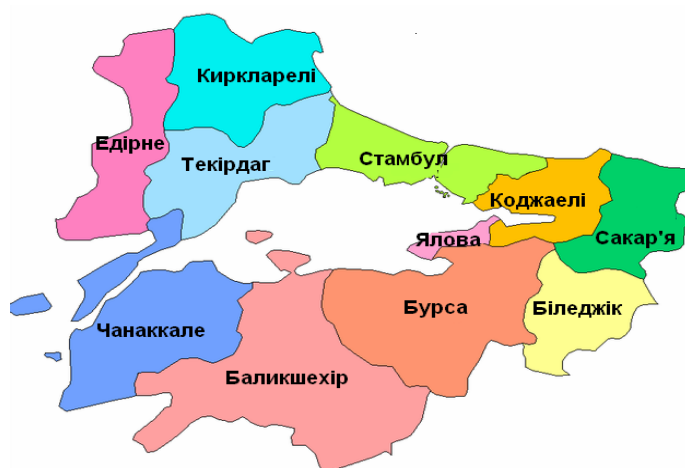 Киркларелі
Едірне
Текірдаг
Стамбул
Коджаелі
Ялова
Сакар'я
Чанаккале
Бурса
Біледжік
Баликшехір